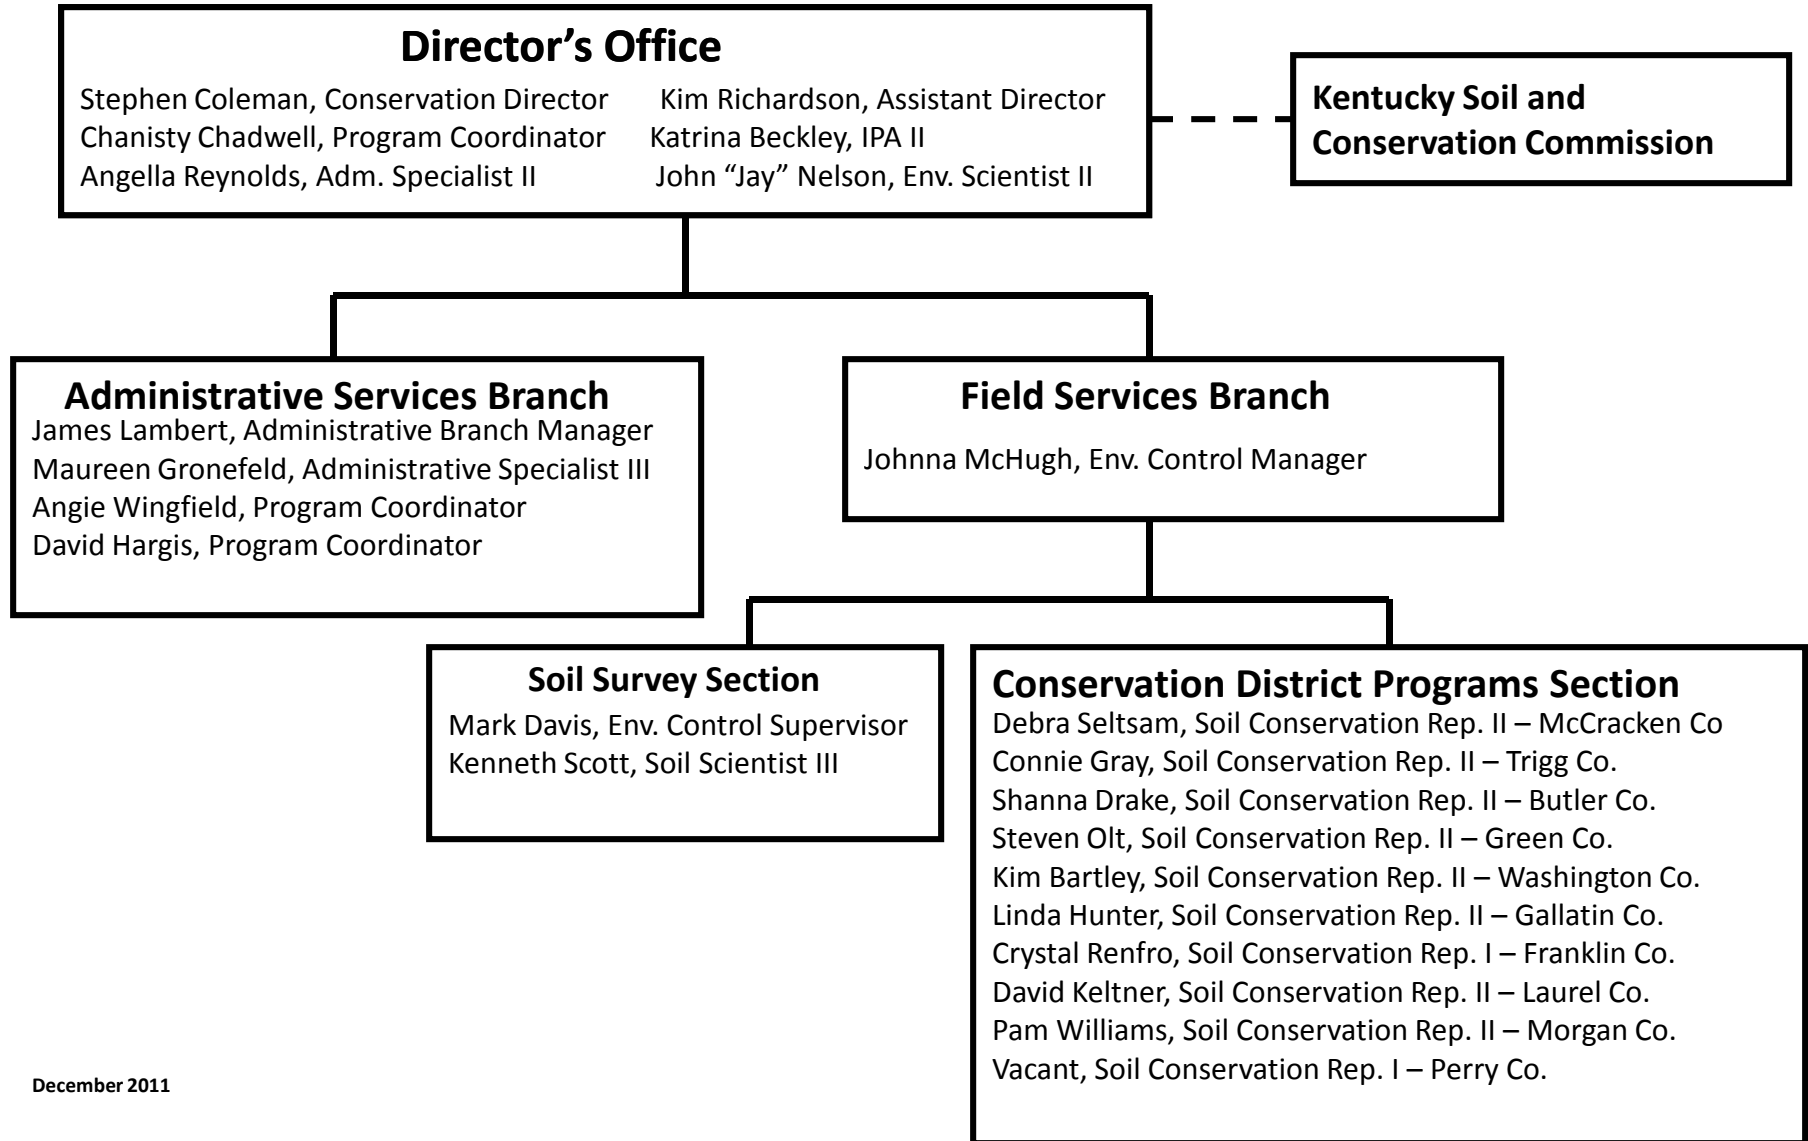 Director’s Office
Stephen Coleman, Conservation Director Kim Richardson, Assistant Director
Chanisty Chadwell, Program Coordinator Katrina Beckley, IPA II
Angella Reynolds, Adm. Specialist II John “Jay” Nelson, Env. Scientist II
Kentucky Soil and
Conservation Commission
Administrative Services Branch
James Lambert, Administrative Branch Manager
Maureen Gronefeld, Administrative Specialist III
Angie Wingfield, Program Coordinator
David Hargis, Program Coordinator
Field Services Branch
Johnna McHugh, Env. Control Manager
Soil Survey Section
Mark Davis, Env. Control Supervisor
Kenneth Scott, Soil Scientist III
Conservation District Programs Section
Debra Seltsam, Soil Conservation Rep. II – McCracken Co
Connie Gray, Soil Conservation Rep. II – Trigg Co.
Shanna Drake, Soil Conservation Rep. II – Butler Co.
Steven Olt, Soil Conservation Rep. II – Green Co.
Kim Bartley, Soil Conservation Rep. II – Washington Co.
Linda Hunter, Soil Conservation Rep. II – Gallatin Co.
Crystal Renfro, Soil Conservation Rep. I – Franklin Co.
David Keltner, Soil Conservation Rep. II – Laurel Co.
Pam Williams, Soil Conservation Rep. II – Morgan Co.
Vacant, Soil Conservation Rep. I – Perry Co.
December 2011